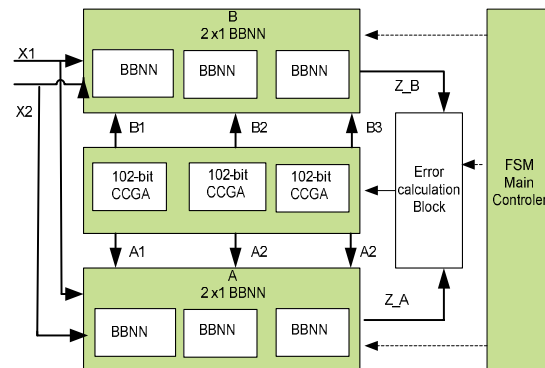 B
2 x1 BBNN
X1
BBNN
BBNN
BBNN
Z_B
X2
B1
B2
B3
102-bit
CCGA
102-bit
CCGA
102-bit
CCGA
Error
calculation
Block
FSM
Main
Controler
A1
A2
A2
A
2 x1 BBNN
Z_A
BBNN
BBNN
BBNN